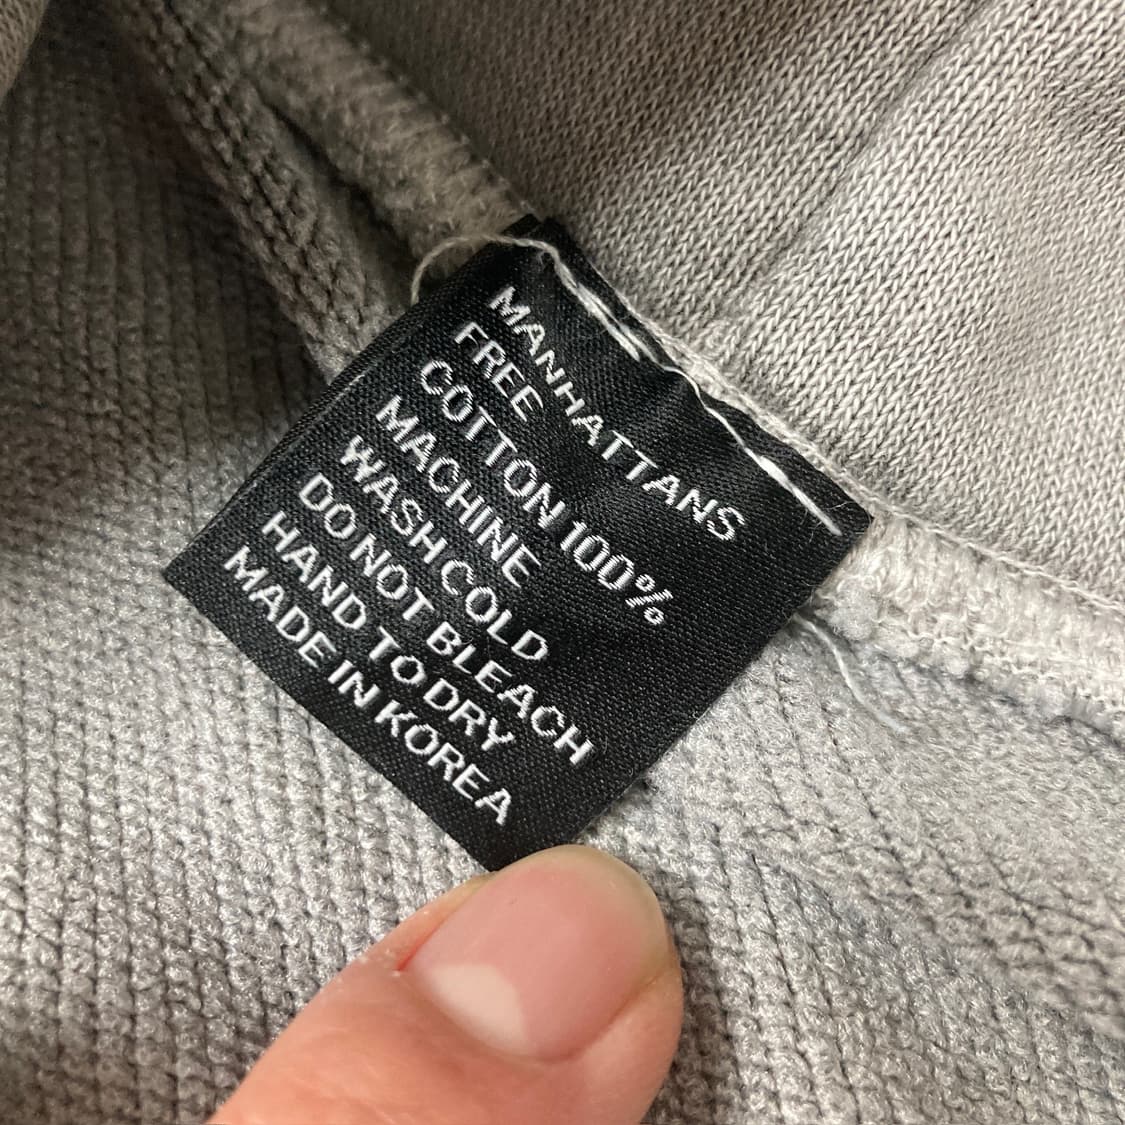 MANHATTANS
FREE
COTTON 100%
MACHINE
WASH COLD
DO NOT BLEACH
HAND TO DRY
MADE IN KOREA